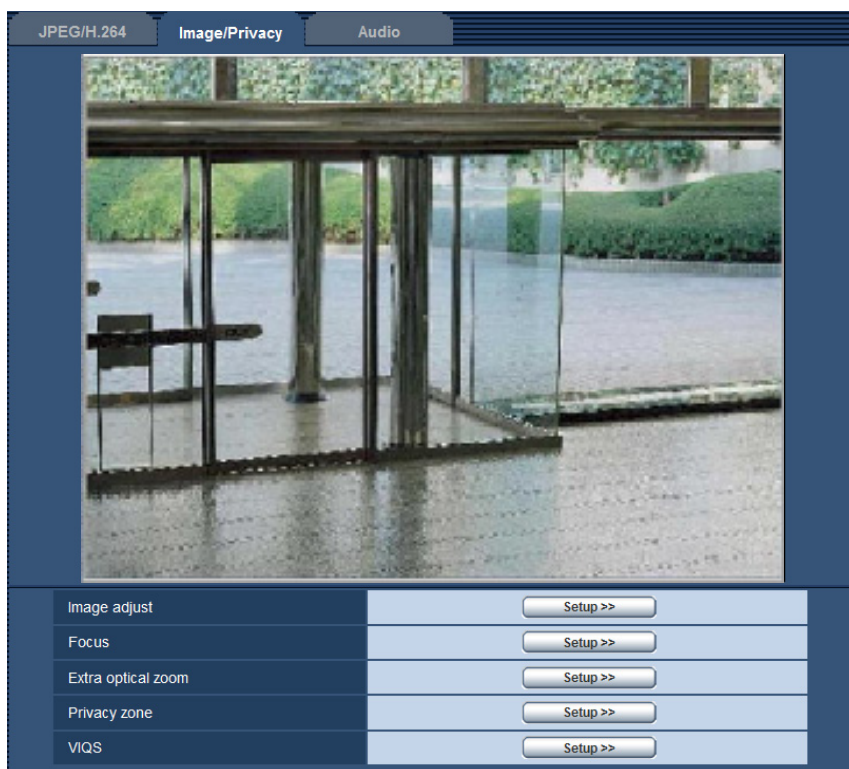 JPEG/H.264 Image/Privacy Audio
Image adjust Setup >>
Focus Setup >>
Extra optical zoom Setup >>
Privacy zone Setup >>
VIQS Setup >>